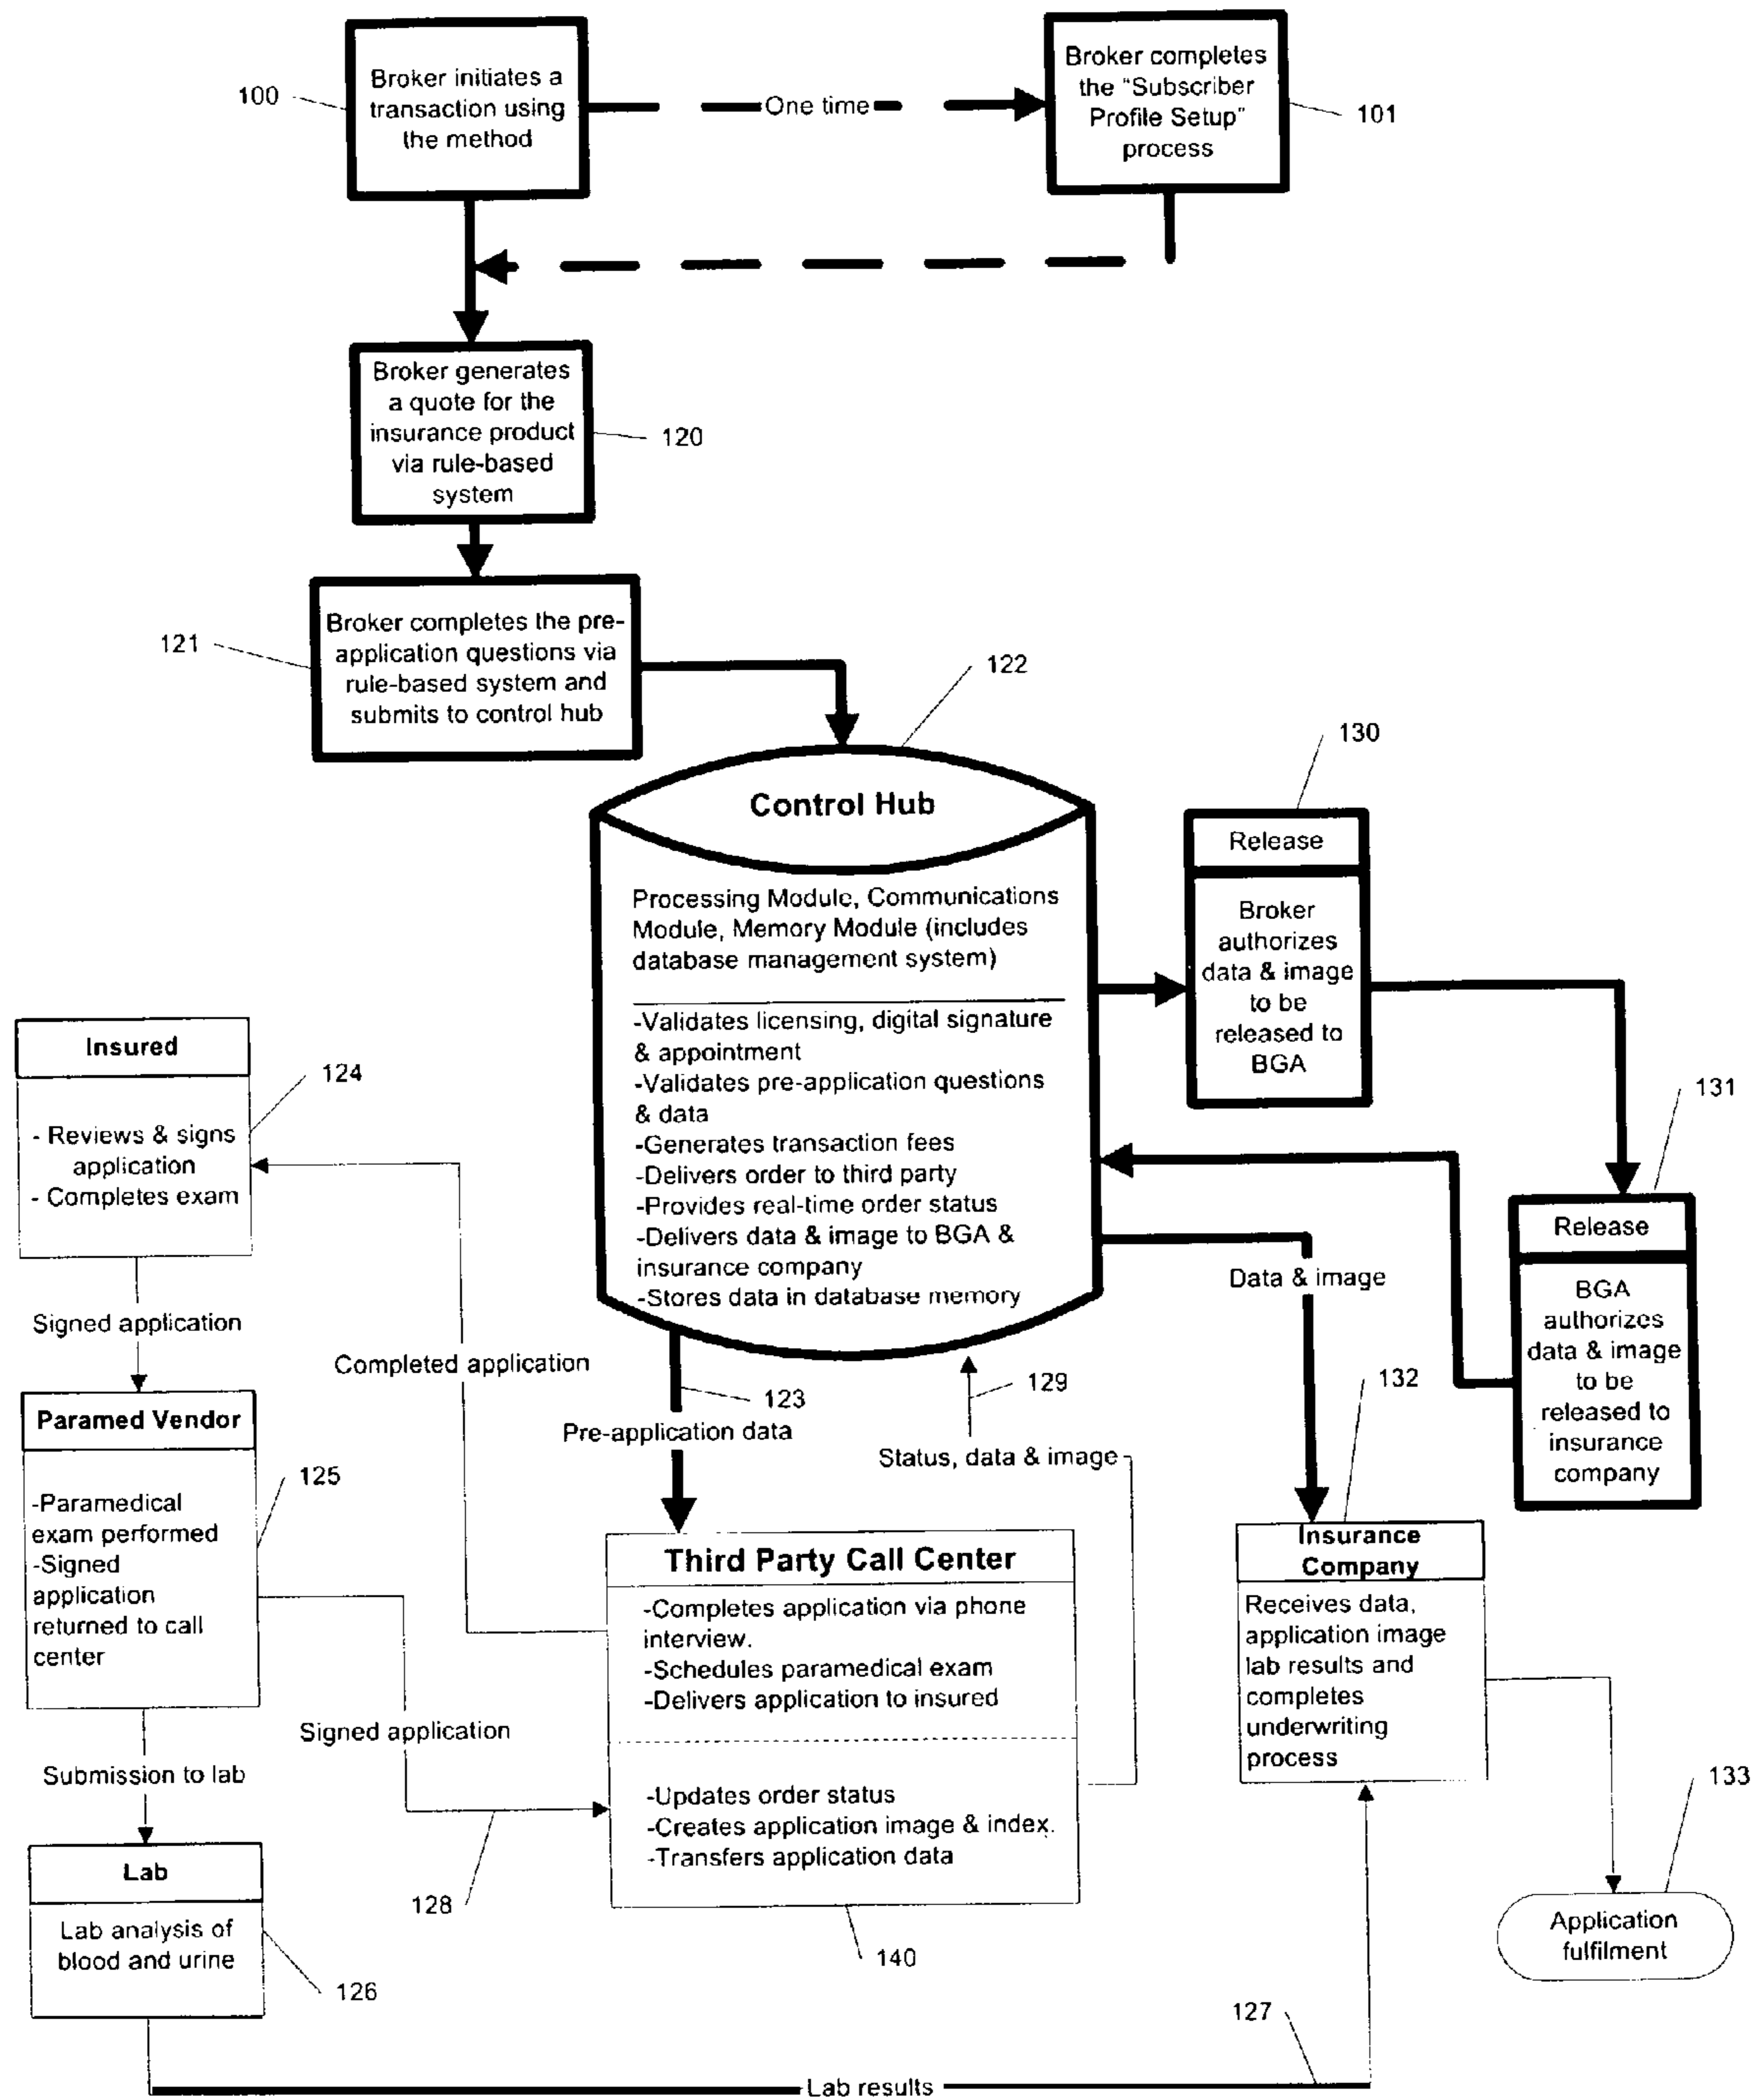 Broker initiates a
transaction using
the method
100
One time
Broker completes
the "Subscriber
Profile Setup"
process
101
Broker generates
a quote for the
insurance product
via rule-based
system
120
Broker completes the pre-
application questions via
rule-based system and
submits to control hub
121
122
Control Hub
Processing Module, Communications
Module, Memory Module (includes
database management system)
-Validates licensing, digital signature
& appointment
-Validates pre-application questions
& data
-Generates transaction fees
-Delivers order to third party
-Provides real-time order status
-Delivers data & image to BGA &
insurance company
-Stores data in database memory
130
Release
Broker
authorizes
data & image
to be
released to
BGA
131
Release
BGA
authorizes
data & image
to be
released to
insurance
company
Data & image
Insured
- Reviews & signs
application
- Completes exam
124
Signed application
Completed application
123
Pre-application data
129
Status, data & image
132
Paramed Vendor
-Paramedical
exam performed
-Signed
application
returned to call
center
125
Signed application
128
Submission to lab
Third Party Call Center
-Completes application via phone
interview.
-Schedules paramedical exam
-Delivers application to insured
-Updates order status
-Creates application image & index.
-Transfers application data
140
Insurance
Company
Receives data,
application image
lab results and
completes
underwriting
process
133
Application
fulfilment
Lab
Lab analysis of
blood and urine
126
127
Lab results